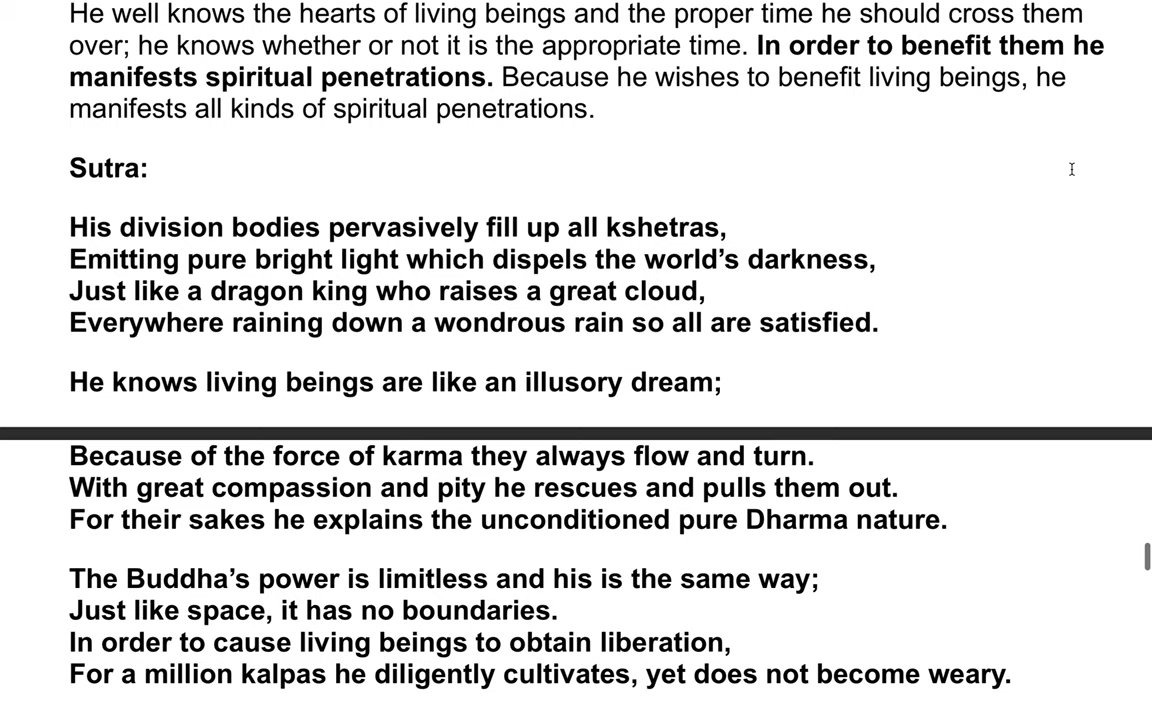 He well knows the hearts of living beings and the proper time he should cross them
over; he knows whether or not it is the appropriate time. In order to benefit them he
manifests spiritual penetrations. Because he wishes to benefit living beings, he
manifests all kinds of spiritual penetrations.
Sutra:
His division bodies pervasively fill up all kshetras,
Emitting pure bright light which dispels the world’s darkness,
Just like a dragon king who raises a great cloud,
Everywhere raining down a wondrous rain so all are satisfied.
He knows living beings are like an illusory dream;
Because of the force of karma they always flow and turn.
With great compassion and pity he rescues and pulls them out.
For their sakes he explains the unconditioned pure Dharma nature.
The Buddha’s power is limitless and his is the same way;
Just like space, it has no boundaries.
In order to cause living beings to obtain liberation,
For a million kalpas he diligently cultivates, yet does not become weary.